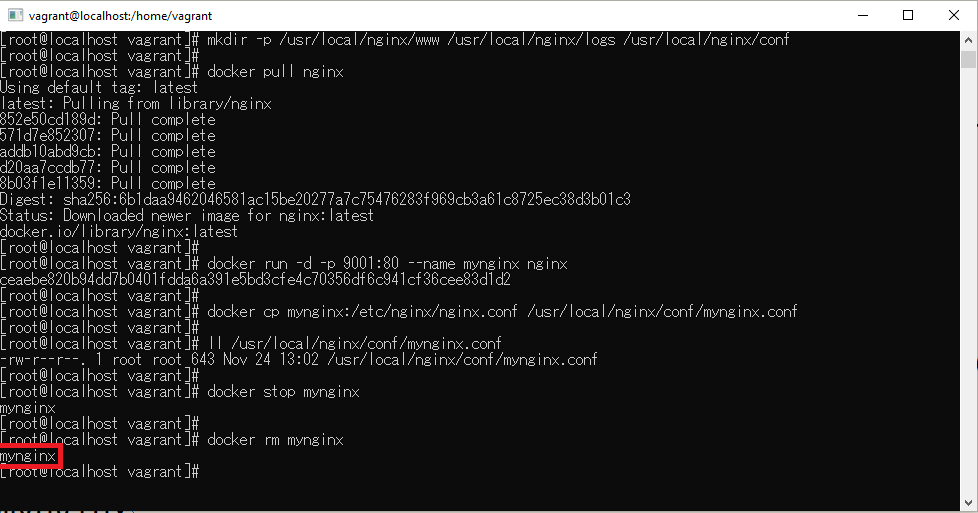 vagrant@localhost:/home/vagrant
[root@localhost vagrant]# mkdir -p /usr/local/nginx/www /usr/local/nginx/logs /usr/local/nginx/conf
[root@localhost vagrant]#
[root@localhost vagrant]# docker pull nginx
Using default tag: latest
latest: Pulling from library/nginx
852e50cd189d: Pull complete
571d7e852307: Pull complete
addb10abd9cb: Pull complete
d20aa7ccdb77: Pull complete
8b03f1e11359: Pull complete
Digest: sha256:6b1daa9462046581ac15be20277a7c75476283f969cb3a61c8725ec38d3b01c3
Status: Downloaded newer image for nginx:latest
docker.io/library/nginx:latest
[root@localhost vagrant]#
[root@localhost vagrant]# docker run -d -p 9001:80 --name mynginx nginx
ceaebe820b94dd7b0401fdda6a391e5bd3cfe4c70356df6c941cf36cee83d1d2
[root@localhost vagrant]#
[root@localhost vagrant]# docker cp mynginx:/etc/nginx/nginx.conf /usr/local/nginx/conf/mynginx.conf
[root@localhost vagrant]#
[root@localhost vagrant]# ll /usr/local/nginx/conf/mynginx.conf
-rw-r--r--. 1 root root 643 Nov 24 13:02 /usr/local/nginx/conf/mynginx.conf
[root@localhost vagrant]#
[root@localhost vagrant]# docker stop mynginx
mynginx
[root@localhost vagrant]#
[root@localhost vagrant]# docker rm mynginx
mynginx
[root@localhost vagrant]#